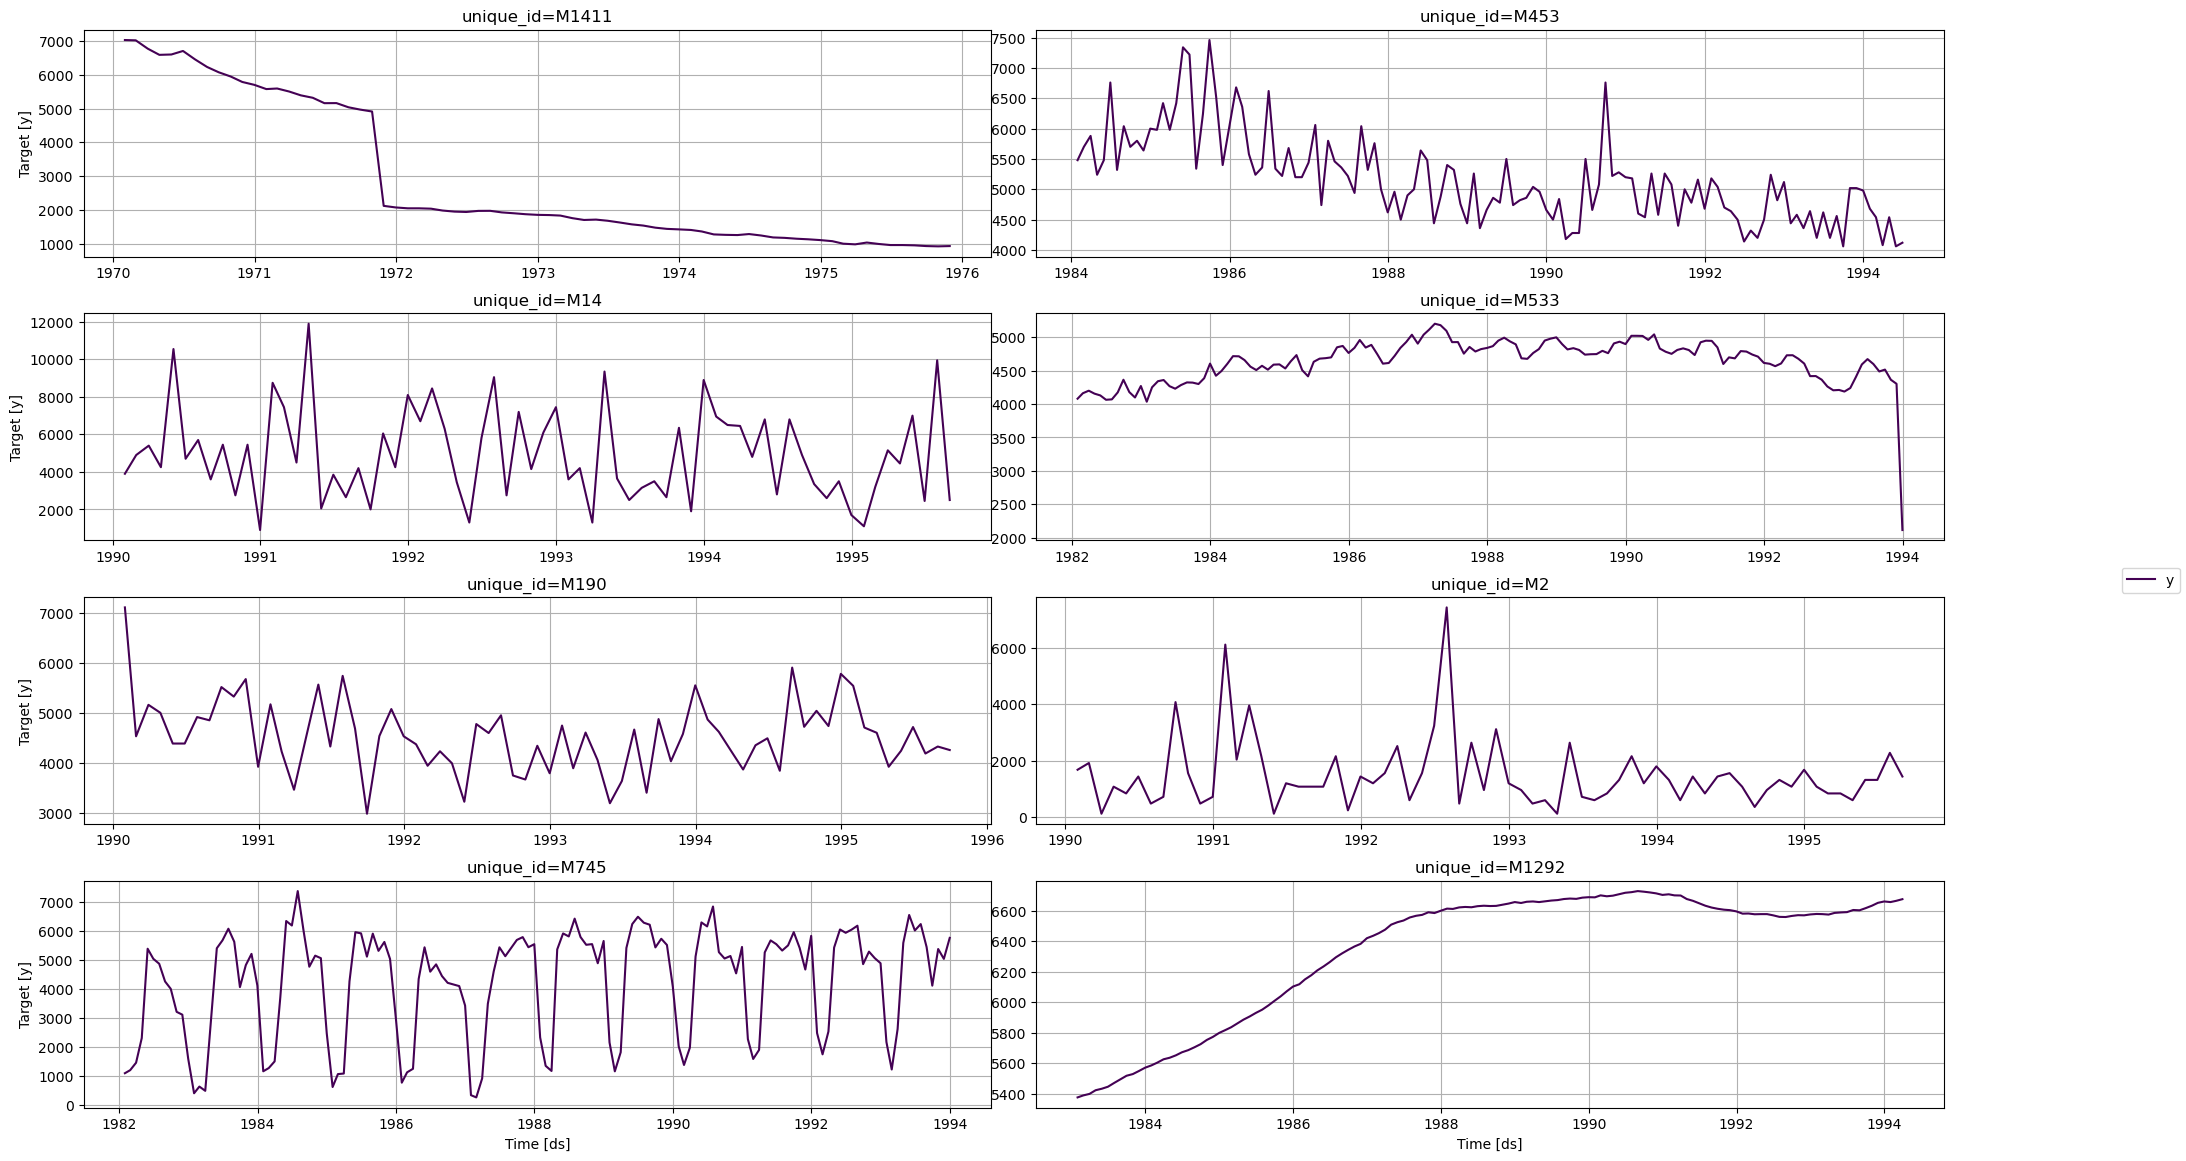 unique_id=M1411
Target [y]
7000
6000
5000
4000
3000
2000
1000
1970 1971 1972 1973 1974 1975 1976
unique_id=M453
7500
7000
6500
6000
5500
5000
4500
4000
1984 1986 1988 1990 1992 1994
unique_id=M14
Target [y]
12000
10000
8000
6000
4000
2000
1990 1991 1992 1993 1994 1995
unique_id=M533
5000
4500
4000
3500
3000
2500
2000
1982 1984 1986 1988 1990 1992 1994
y
unique_id=M190
Target [y]
7000
6000
5000
4000
3000
1990 1991 1992 1993 1994 1995 1996
unique_id=M2
6000
4000
2000
0
1990 1991 1992 1993 1994 1995
unique_id=M745
Target [y]
7000
6000
5000
4000
3000
2000
1000
0
1982 1984 1986 1988 1990 1992 1994
Time [ds]
unique_id=M1292
6600
6400
6200
6000
5800
5600
5400
1984 1986 1988 1990 1992 1994
Time [ds]